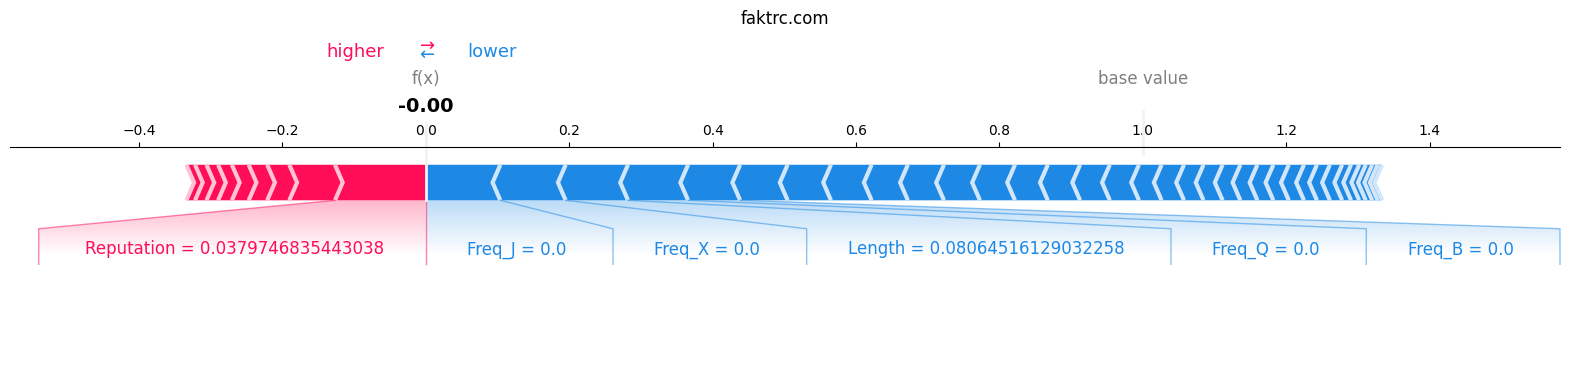 faktrc.com
higher ⇄ lower
f(x) base value
-0.00
−0.4 −0.2 0.0 0.2 0.4 0.6 0.8 1.0 1.2 1.4
Reputation = 0.0379746835443038 Freq_J = 0.0 Freq_X = 0.0 Length = 0.08064516129032258 Freq_Q = 0.0 Freq_B = 0.0